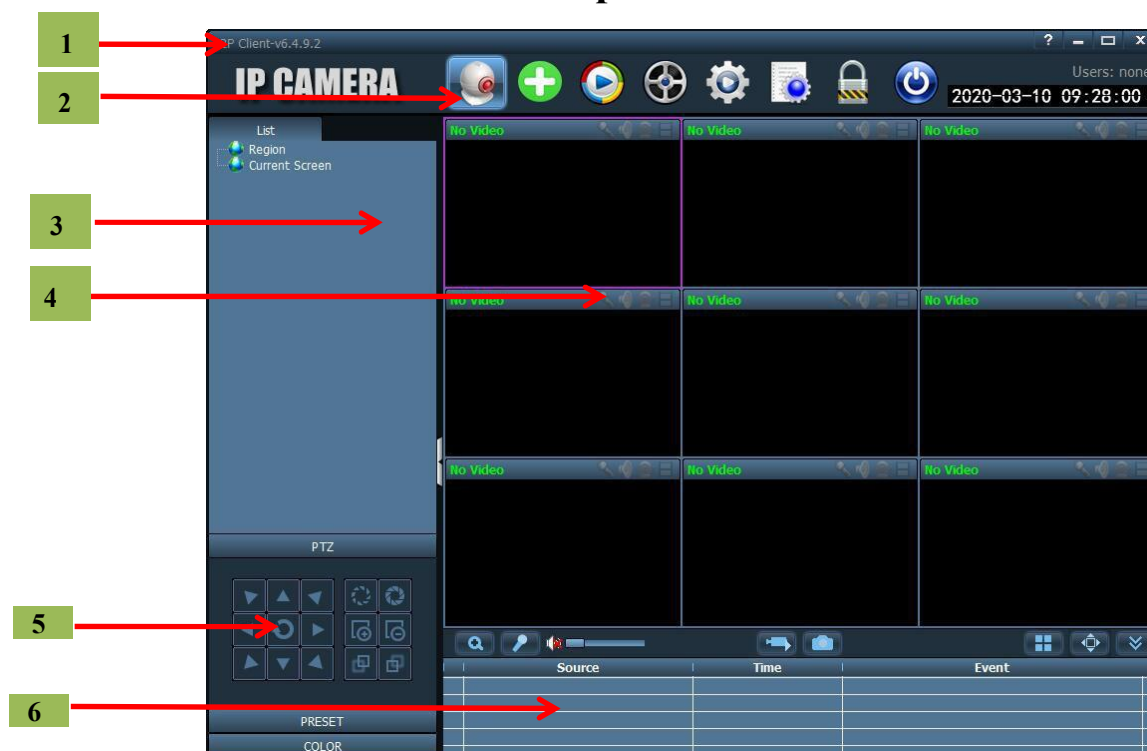 1
P Client-v6.4.9.2
?
IP CAMERA
Users: none
2
2020-03-10 09:28:00
List
Region
Current Screen
No Video
No Video
No Video
3
4
No Video
No Video
No Video
No Video
No Video
No Video
PTZ
5
Source
Time
Event
6
PRESET
COLOR